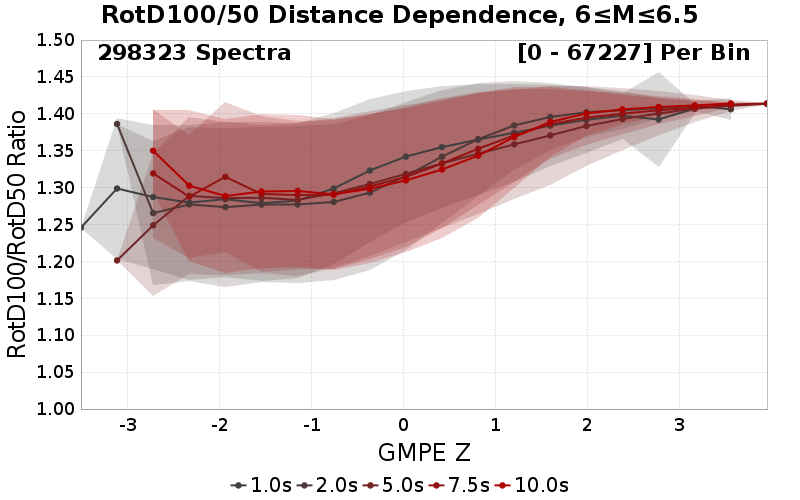 RotD100/50 Distance Dependence, 6≤M≤6.5
298323 Spectra
[0 - 67227] Per Bin
RotD100/RotD50 Ratio
1.50
1.45
1.40
1.35
1.30
1.25
1.20
1.15
1.10
1.05
1.00
-3 -2 -1 0 1 2 3
GMPE Z
1.0s 2.0s 5.0s 7.5s 10.0s